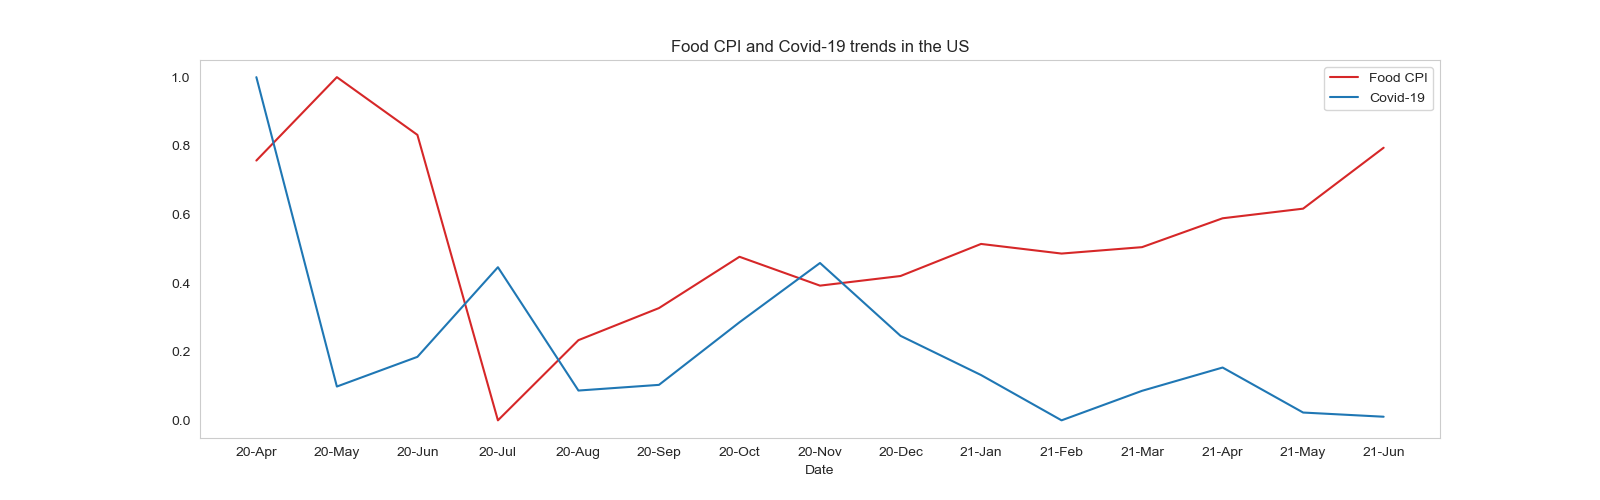 Food CPI and Covid-19 trends in the US
Food CPI
Covid-19
1.0
0.8
0.6
0.4
0.2
0.0
20-Apr 20-May 20-Jun 20-Jul 20-Aug 20-Sep 20-Oct 20-Nov 20-Dec 21-Jan 21-Feb 21-Mar 21-Apr 21-May 21-Jun
Date